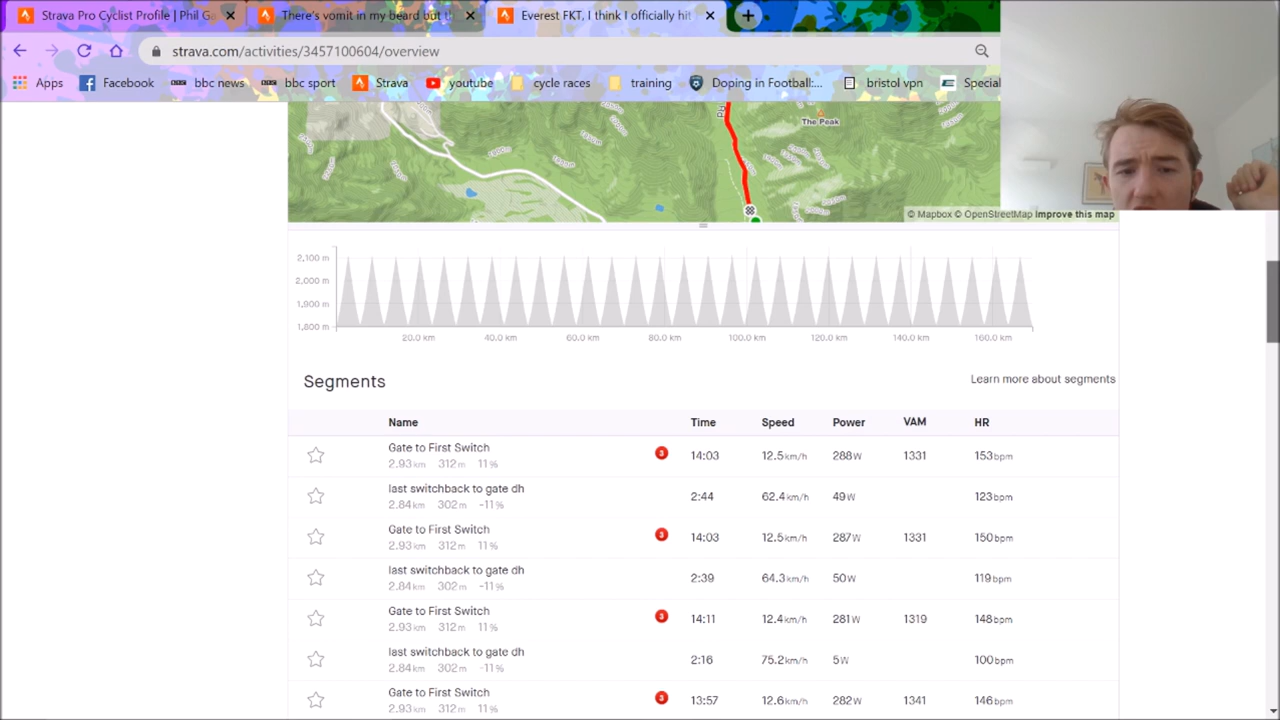 Strava Pro Cyclist Profile | Phil Ga
There's vomit in my beard but th
Everest FKT, I think I officially hit
strava.com/activities/3457100604/overview
Apps
Facebook
bbc news
bbc sport
Strava
youtube
cycle races
training
Doping in Football:...
bristol vpn
Special
The Peak
© Mapbox © OpenStreetMap Improve this map
2,100 m
2,000 m
1,900 m
1,800 m
20.0 km 40.0 km 60.0 km 80.0 km 100.0 km 120.0 km 140.0 km 160.0 km
Segments
Learn more about segments
Name Time Speed Power VAM HR
Gate to First Switch
2.93km 312m 11%
3 14:03 12.5km/h 288W 1331 153bpm
last switchback to gate dh
2.84km 302m -11%
2:44 62.4km/h 49W 123bpm
Gate to First Switch
2.93km 312m 11%
3 14:03 12.5km/h 287W 1331 150bpm
last switchback to gate dh
2.84km 302m -11%
2:39 64.3km/h 50W 119bpm
Gate to First Switch
2.93km 312m 11%
3 14:11 12.4km/h 281W 1319 148bpm
last switchback to gate dh
2.84km 302m -11%
2:16 75.2km/h 5W 100bpm
Gate to First Switch
2.93km 312m 11%
3 13:57 12.6km/h 282W 1341 146bpm